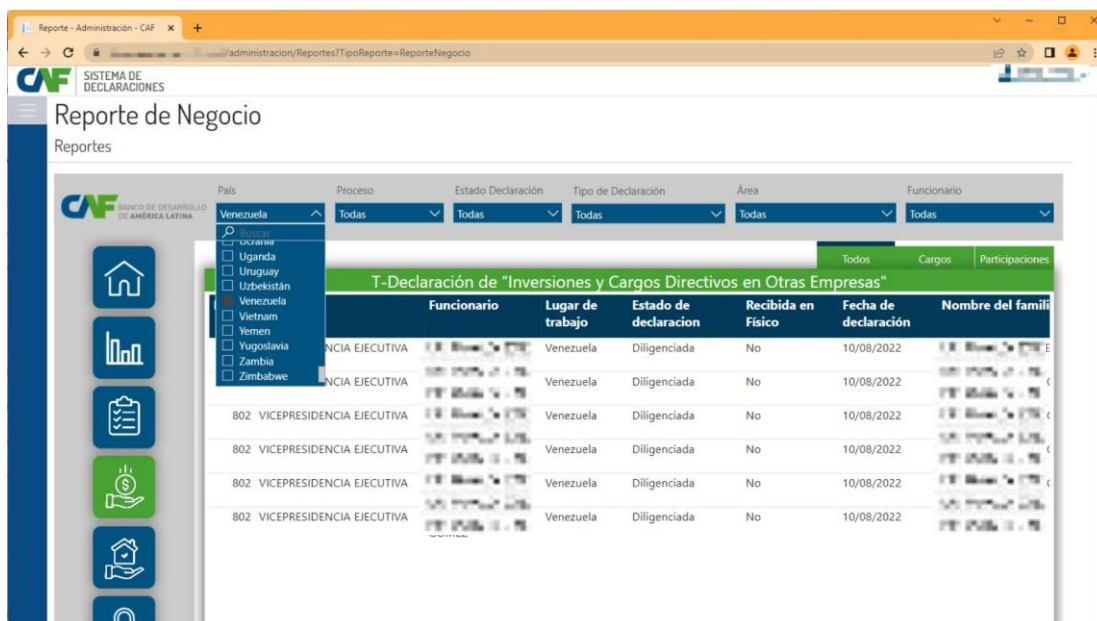 Reporte - Administración - CAF
/administracion/Reportes?TipoReporte=ReporteNegocio
CAF SISTEMA DE
DECLARACIONES
Reporte de Negocio
Reportes
País Proceso Estado Declaración Tipo de Declaración Área Funcionario
CAF BANCO DE DESARROLLO
DE AMÉRICA LATINA
Venezuela Todas Todas Todas Todas Todas
Buscar
Ucrania
Uganda
Uruguay
Uzbekistán
Venezuela
Vietnam
Yemen
Yugoslavia
Zambia
Zimbabwe
Todos Cargos Participaciones
T-Declaración de "Inversiones y Cargos Directivos en Otras Empresas"
Funcionario Lugar de trabajo Estado de declaracion Recibida en Físico Fecha de declaración Nombre del famili
NCIA EJECUTIVA Venezuela Diligenciada No 10/08/2022
NCIA EJECUTIVA Venezuela Diligenciada No 10/08/2022
802 VICEPRESIDENCIA EJECUTIVA Venezuela Diligenciada No 10/08/2022
802 VICEPRESIDENCIA EJECUTIVA Venezuela Diligenciada No 10/08/2022
802 VICEPRESIDENCIA EJECUTIVA Venezuela Diligenciada No 10/08/2022
802 VICEPRESIDENCIA EJECUTIVA Venezuela Diligenciada No 10/08/2022